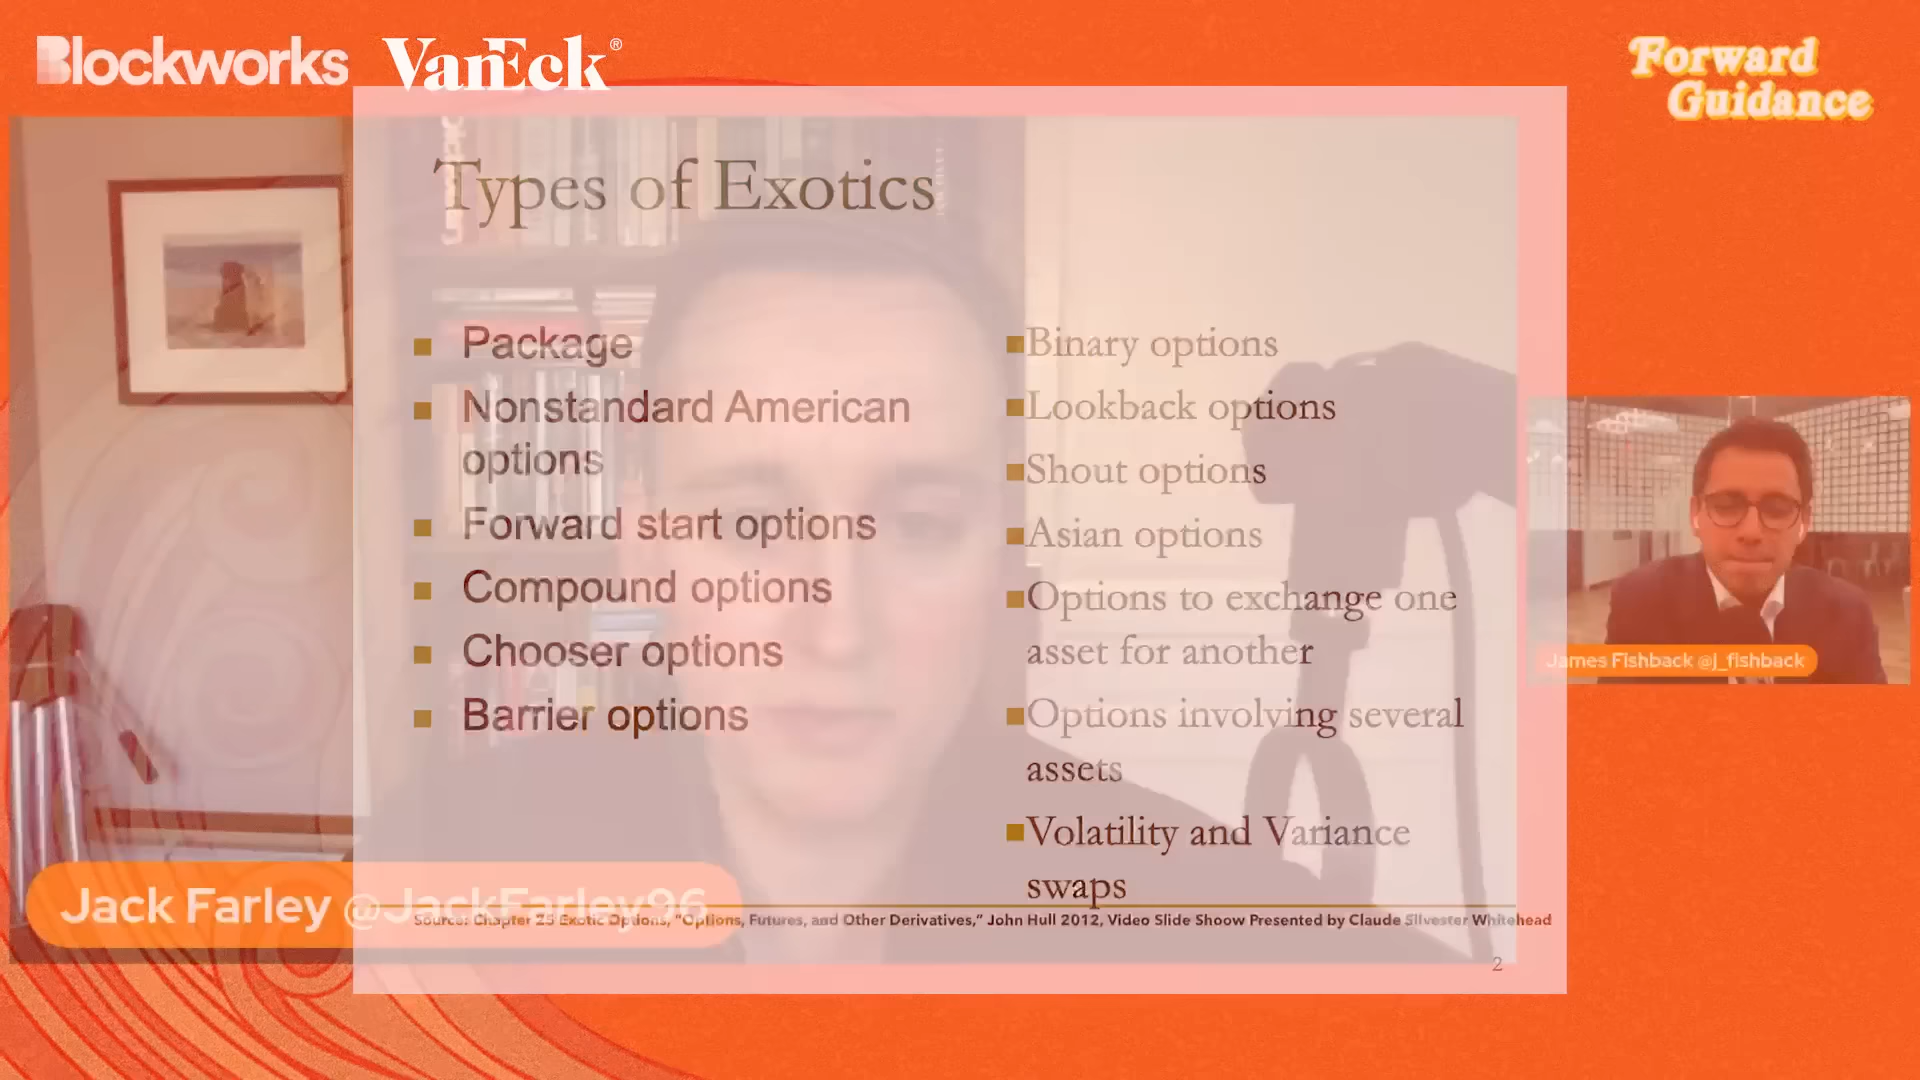 Blockworks VanEck®
Forward
Guidance
Types of Exotics
Package
Nonstandard American
options
Forward start options
Compound options
Chooser options
Barrier options
Binary options
Lookback options
Shout options
Asian options
Options to exchange one
asset for another
Options involving several
assets
Volatility and Variance
swaps
James Fishback @j_fishback
Jack Farley @JackFarley96
Source: Chapter 25 Exotic Options, "Options, Futures, and Other Derivatives," John Hull 2012, Video Slide Shoow Presented by Claude Silvester Whitehead
2